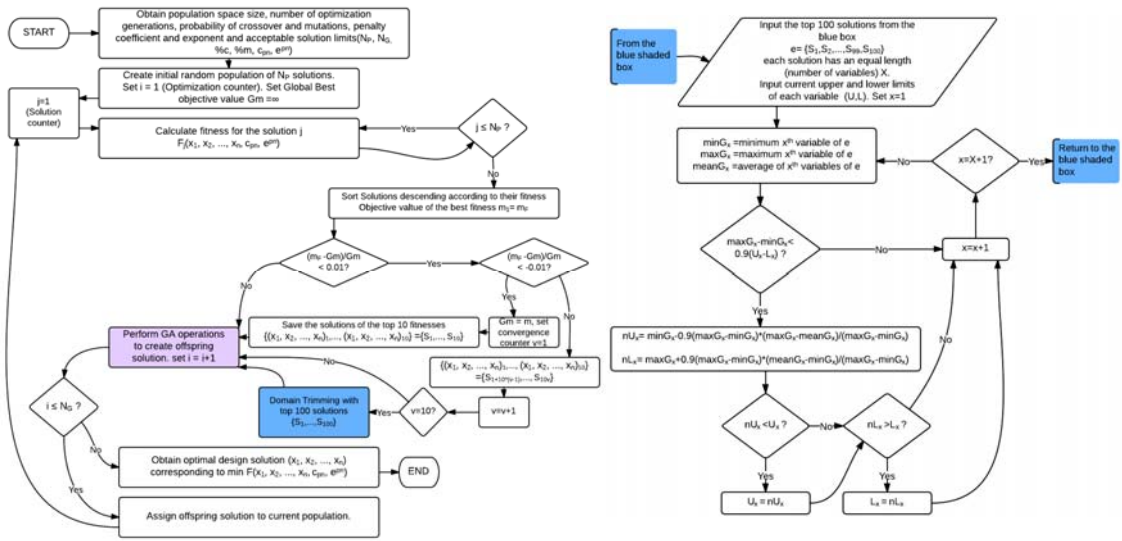 START
Obtain population space size, number of optimization
generations, probability of crossover and mutations, penalty
coefficient and exponent and acceptable solution limits(Nₚ, N_G,
%c, %m, cₚₙ, eᵖⁿ)
Create initial random population of Nₚ solutions.
Set i = 1 (Optimization counter). Set Global Best
objective value Gm =∞
j=1
(Solution
counter)
Calculate fitness for the solution j
Fⱼ(x₁, x₂, ..., xₙ, cₚₙ, eᵖⁿ)
Yes
j ≤ Nₚ ?
No
Sort Solutions descending according to their fitness
Objective valtue of the best fitness m₁= m_F
(m_F -Gm)/Gm
< 0.01?
Yes
(m_F -Gm)/Gm
< -0.01?
No
Yes
No
Gm = m, set
convergence
counter v=1
Save the solutions of the top 10 fitnesses
{(x₁, x₂, ..., xₙ)₁,..., (x₁, x₂, ..., xₙ)₁₀} ={S₁,..., S₁₀}
Perform GA operations
to create offspring
solution. set i = i+1
{(x₁, x₂, ..., xₙ)₁,..., (x₁, x₂, ..., xₙ)₁₀}
No
Domain Trimming with
top 100 solutions
{S₁,...,S₁₀₀}
Yes
v=10?
v=v+1
i ≤ N_G ?
No
Obtain optimal design solution (x₁, x₂, ..., xₙ)
corresponding to min F(x₁, x₂, ..., xₙ, cₚₙ, eᵖⁿ)
END
Yes
Assign offspring solution to current population.
From the
blue shaded
box
Input the top 100 solutions from the
blue box
e= {S₁,S₂,...,S₉₉,S₁₀₀}
each solution has an equal length
(number of variables) X.
Input current upper and lower limits
of each variable (U,L). Set x=1
minGₓ =minimum xᵗʰ variable of e
maxGₓ =maximum xᵗʰ variable of e
meanGₓ =average of xᵗʰ variables of e
No
x=X+1?
Yes
Return to the
blue shaded
box
maxGₓ-minGₓ<
0.9(Uₓ-Lₓ) ?
No
x=x+1
Yes
nUₓ= minGₓ-0.9(maxGₓ-minGₓ)*(maxGₓ-meanGₓ)/(maxGₓ-minGₓ)
nLₓ= maxGₓ+0.9(maxGₓ-minGₓ)*(meanGₓ-minGₓ)/(maxGₓ-minGₓ)
No
nUₓ <Uₓ ?
No
nLₓ >Lₓ ?
Yes
Yes
Uₓ = nUₓ
Lₓ = nLₓ